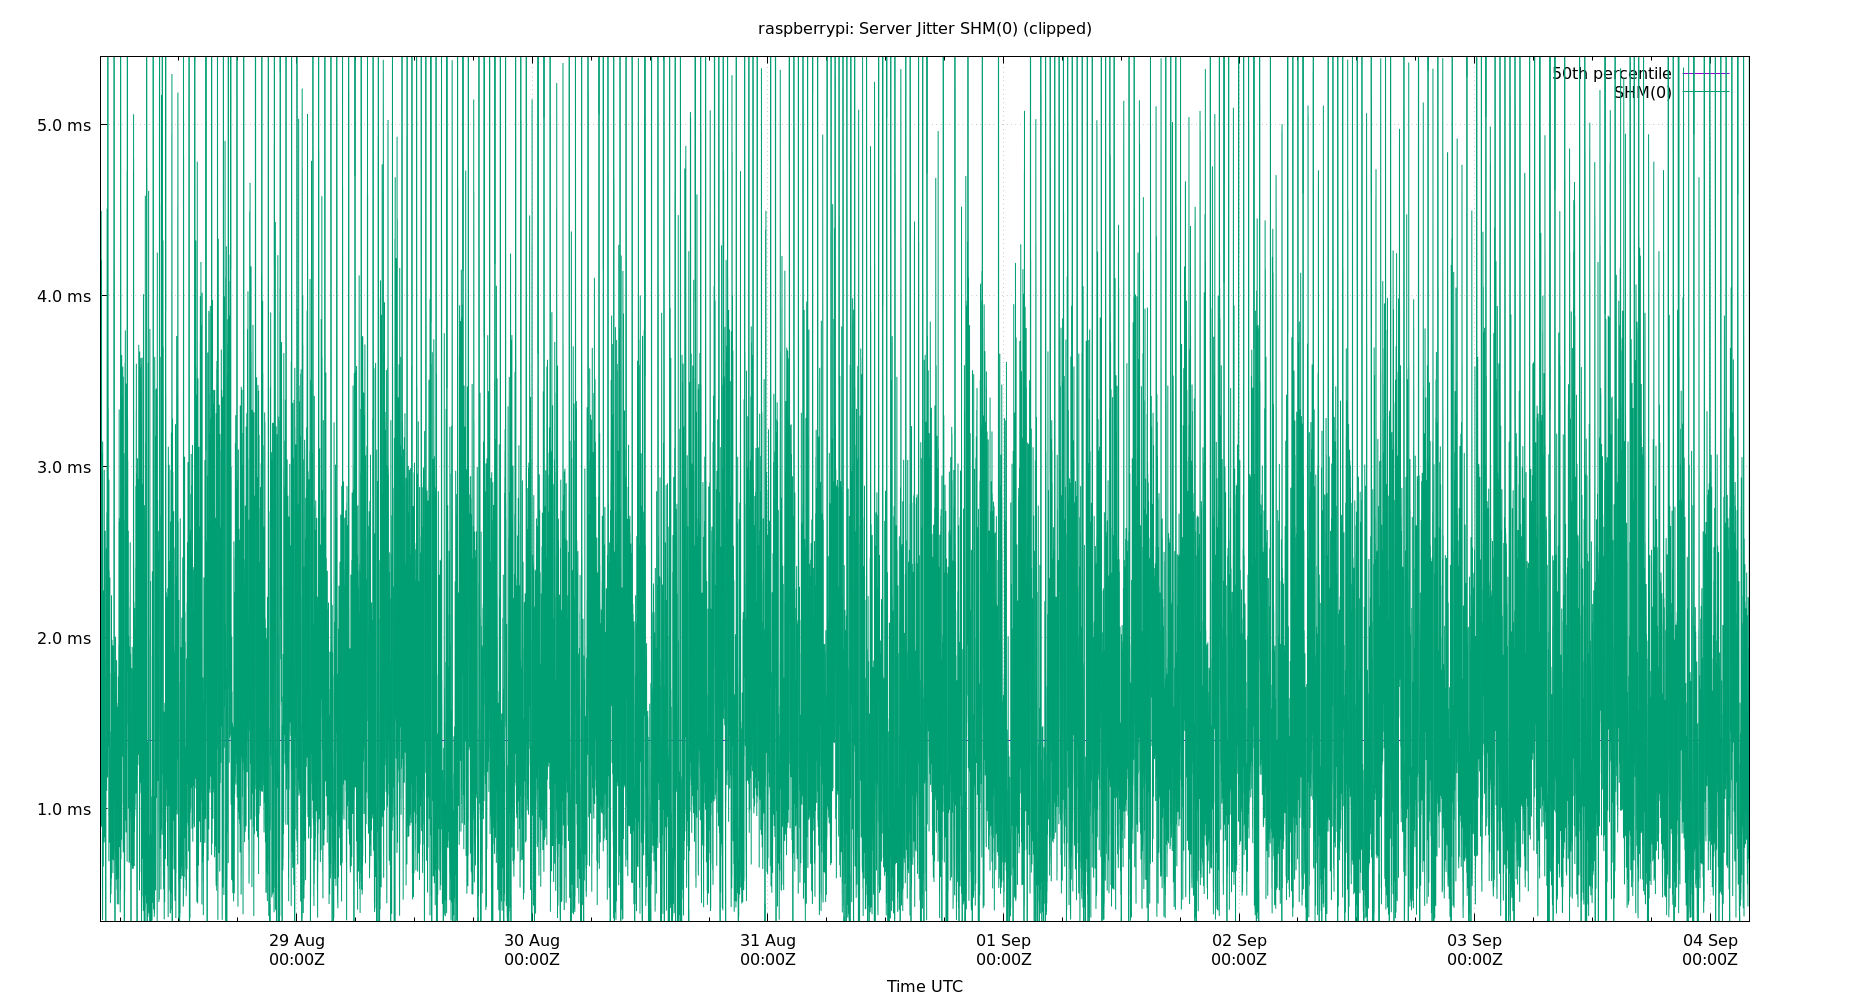 raspberrypi: Server Jitter SHM(0) (clipped)
50th percentile
SHM(0)
5.0 ms
4.0 ms
3.0 ms
2.0 ms
1.0 ms
29 Aug 30 Aug 31 Aug 01 Sep 02 Sep 03 Sep 04 Sep
00:00Z 00:00Z 00:00Z 00:00Z 00:00Z 00:00Z 00:00Z
Time UTC